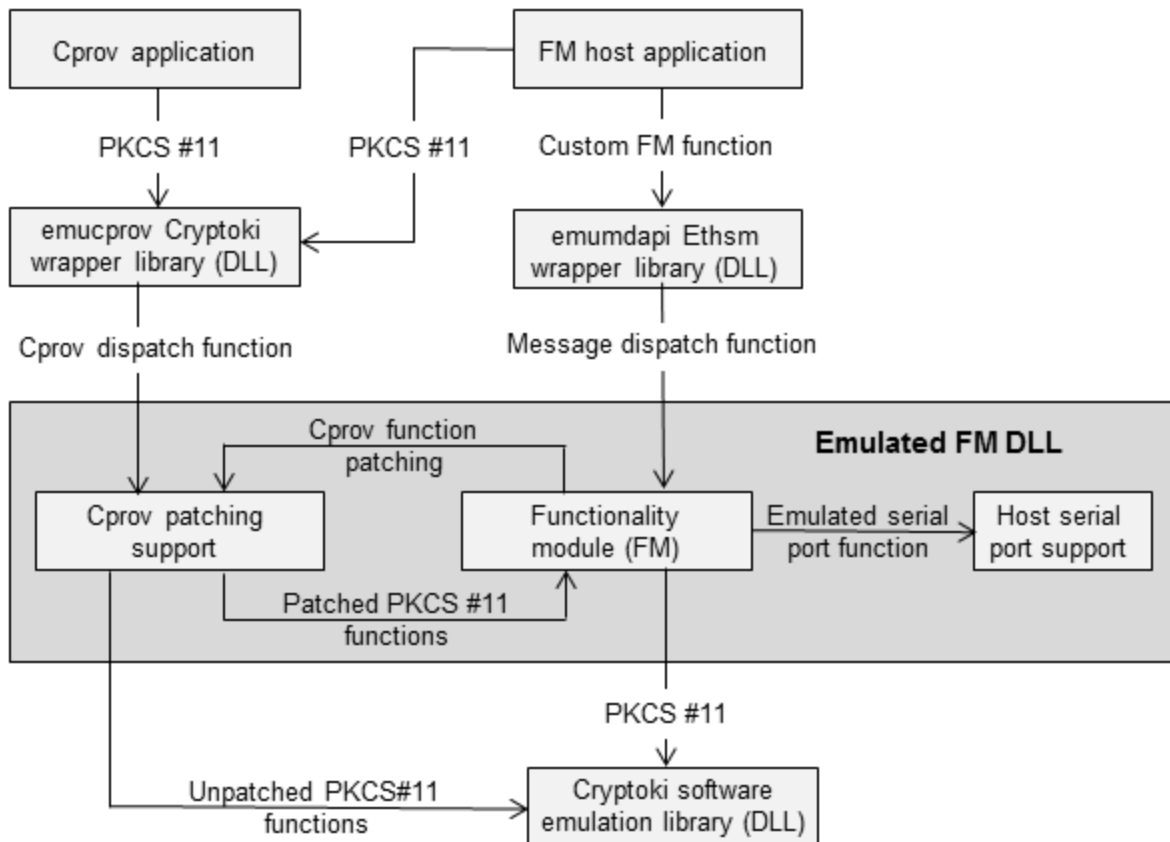 Cprov application
FM host application
PKCS #11
PKCS #11
Custom FM function
emucprov Cryptoki
wrapper library (DLL)
emumdapi Ethsm
wrapper library (DLL)
Cprov dispatch function
Message dispatch function
Emulated FM DLL
Cprov function
patching
Cprov patching
support
Functionality
module (FM)
Emulated serial
port function
Host serial
port support
Patched PKCS #11
functions
PKCS #11
Unpatched PKCS#11
functions
Cryptoki software
emulation library (DLL)